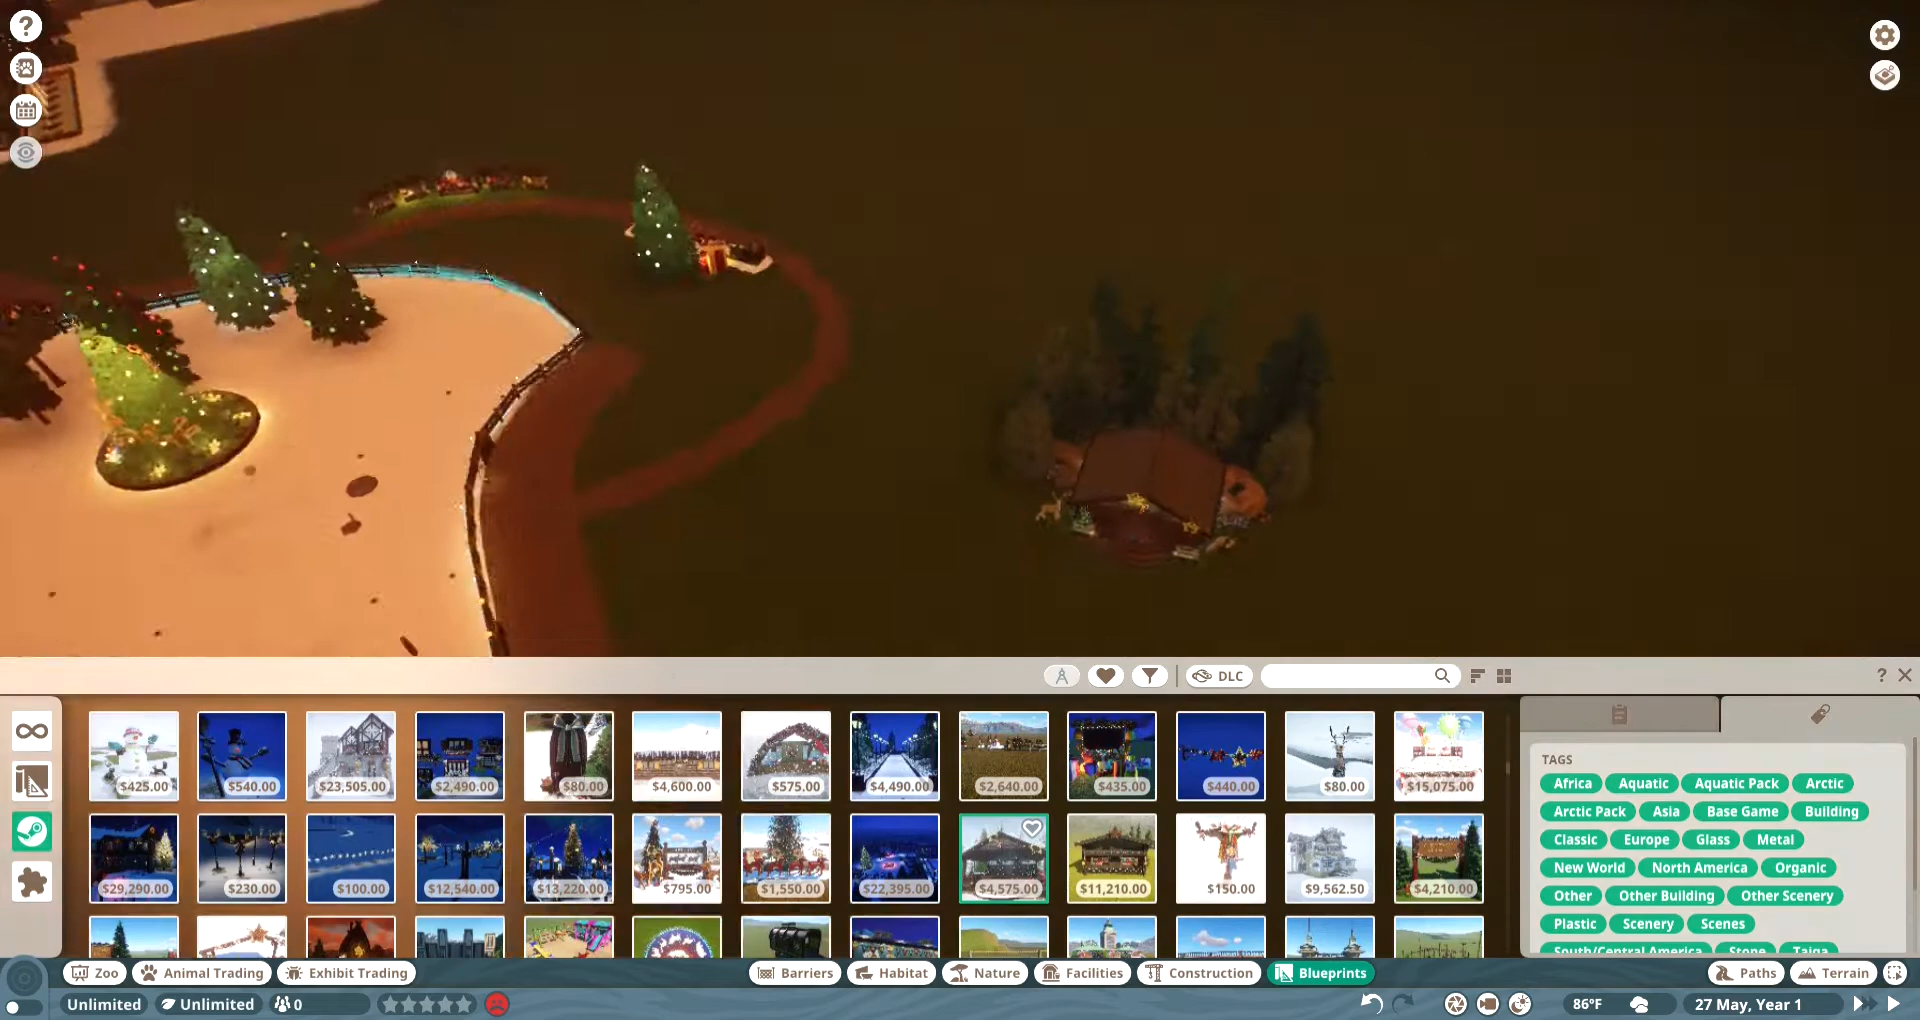 ?
DLC
?
$425.00 $540.00 $23,505.00 $2,490.00 $80.00 $4,600.00 $575.00 $4,490.00 $2,640.00 $435.00 $440.00 $80.00 $15,075.00
TAGS
Africa Aquatic Aquatic Pack Arctic
Arctic Pack Asia Base Game Building
Classic Europe Glass Metal
$29,290.00 $230.00 $100.00 $12,540.00 $13,220.00 $795.00 $1,550.00 $22,395.00 $4,575.00 $11,210.00 $150.00 $9,562.50 $4,210.00
New World North America Organic
Other Other Building Other Scenery
Plastic Scenery Scenes
South/Central America Stone Taiga
Zoo Animal Trading Exhibit Trading Barriers Habitat Nature Facilities Construction Blueprints Paths Terrain
Unlimited Unlimited 0 86°F 27 May, Year 1